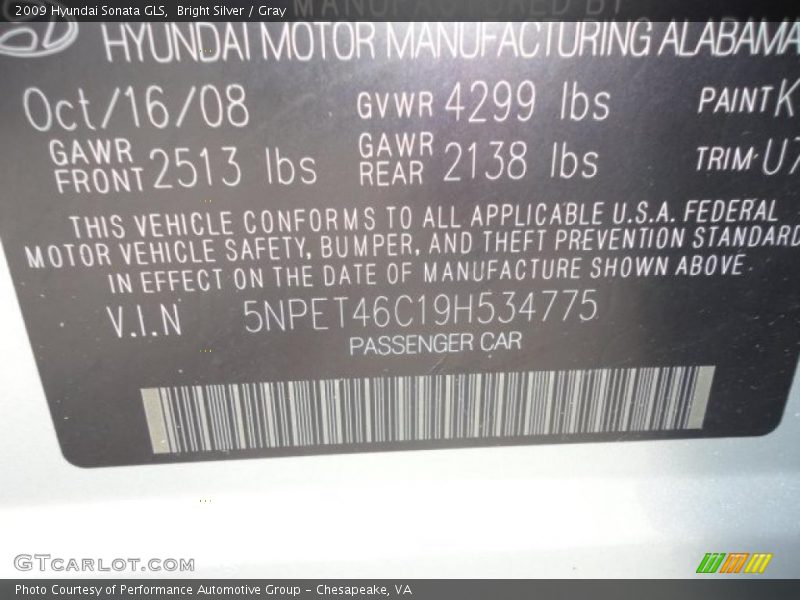 2009 Hyundai Sonata GLS, Bright Silver / Gray
MANUFACTURED BY
HYUNDAI MOTOR MANUFACTURING ALABAMA
Oct/16/08 GVWR 4299 lbs PAINT K
GAWR FRONT 2513 lbs GAWR REAR 2138 lbs TRIM: U7
THIS VEHICLE CONFORMS TO ALL APPLICABLE U.S.A. FEDERAL
MOTOR VEHICLE SAFETY, BUMPER, AND THEFT PREVENTION STANDARD
IN EFFECT ON THE DATE OF MANUFACTURE SHOWN ABOVE
V.I.N 5NPET46C19H534775
PASSENGER CAR
GTCARLOT.COM
Photo Courtesy of Performance Automotive Group - Chesapeake, VA